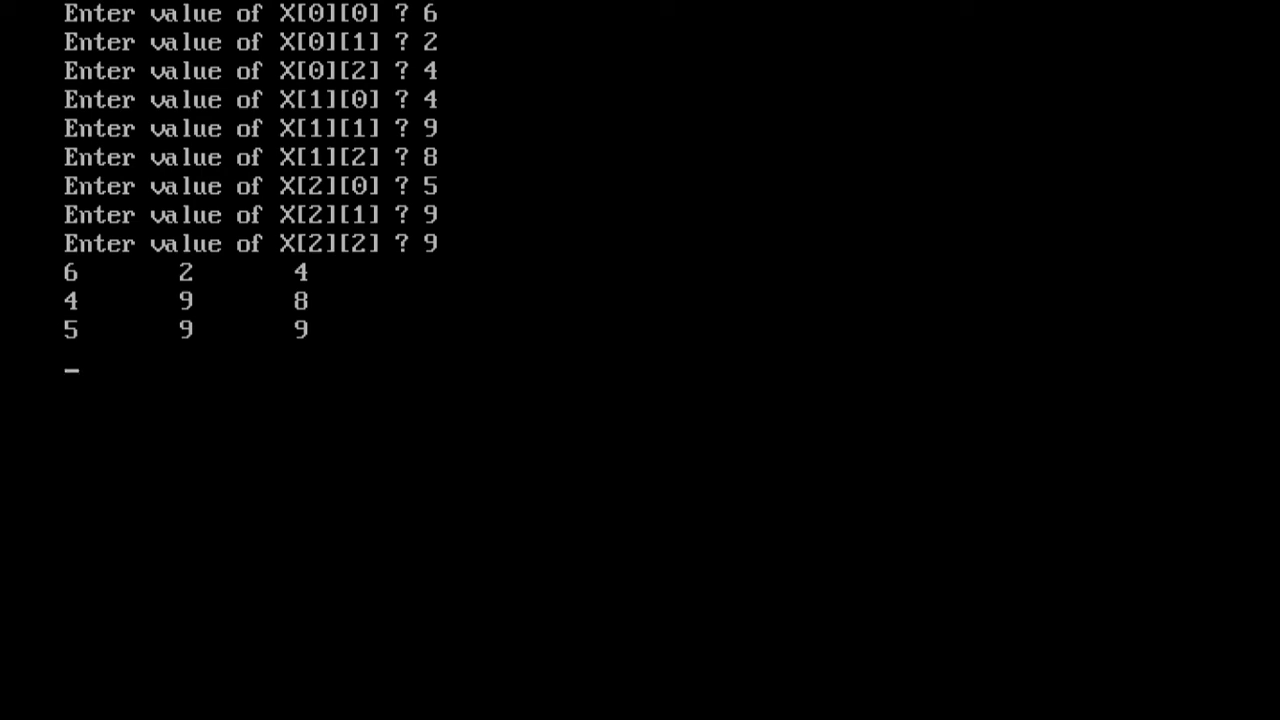 Enter value of X[0][0] ? 6
Enter value of X[0][1] ? 2
Enter value of X[0][2] ? 4
Enter value of X[1][0] ? 4
Enter value of X[1][1] ? 9
Enter value of X[1][2] ? 8
Enter value of X[2][0] ? 5
Enter value of X[2][1] ? 9
Enter value of X[2][2] ? 9
6 2 4
4 9 8
5 9 9
_